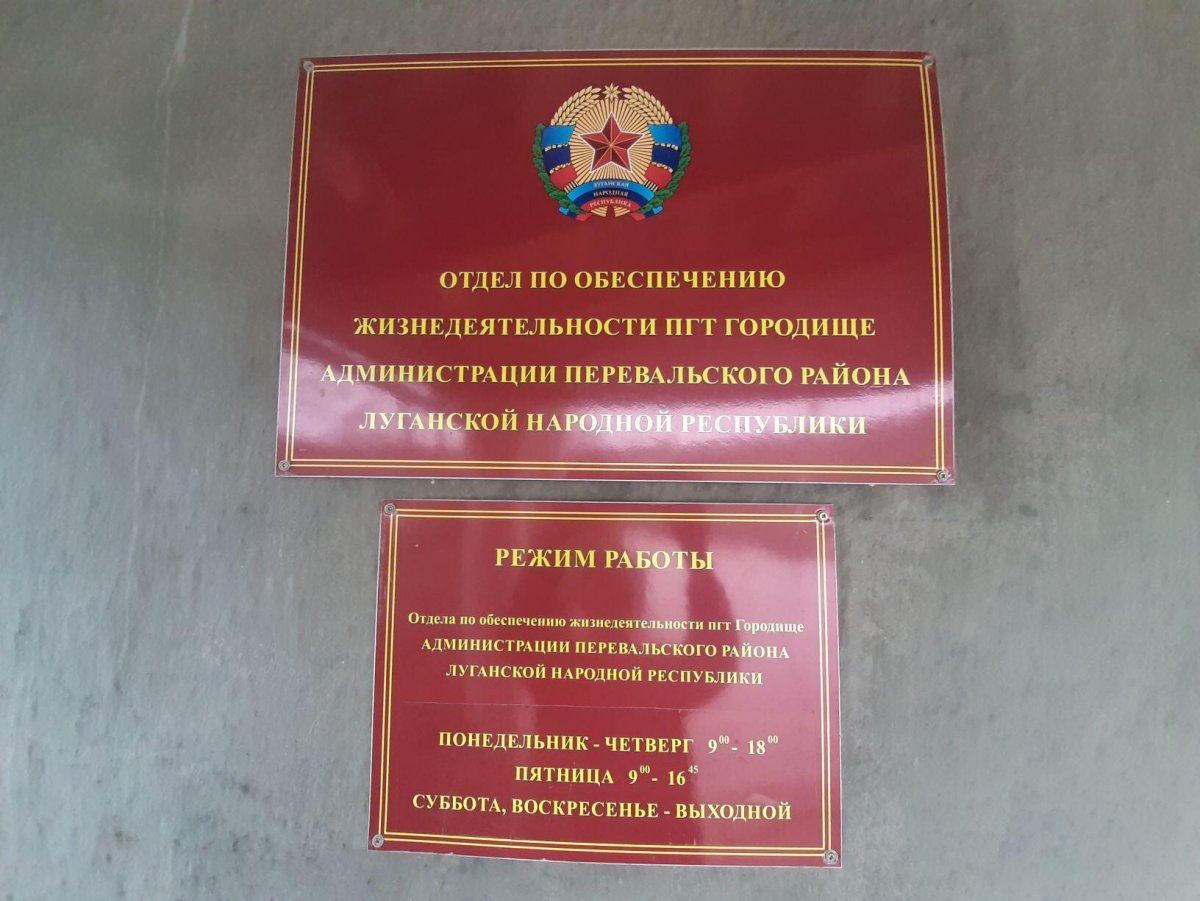 ЛУГАНСКАЯ
НАРОДНАЯ
РЕСПУБЛИКА
ОТДЕЛ ПО ОБЕСПЕЧЕНИЮ
ЖИЗНЕДЕЯТЕЛЬНОСТИ ПГТ ГОРОДИЩЕ
АДМИНИСТРАЦИИ ПЕРЕВАЛЬСКОГО РАЙОНА
ЛУГАНСКОЙ НАРОДНОЙ РЕСПУБЛИКИ
РЕЖИМ РАБОТЫ
Отдела по обеспечению жизнедеятельности пгт Городище
АДМИНИСТРАЦИИ ПЕРЕВАЛЬСКОГО РАЙОНА
ЛУГАНСКОЙ НАРОДНОЙ РЕСПУБЛИКИ
ПОНЕДЕЛЬНИК - ЧЕТВЕРГ 9⁰⁰ - 18⁰⁰
ПЯТНИЦА 9⁰⁰ - 16⁴⁵
СУББОТА, ВОСКРЕСЕНЬЕ - ВЫХОДНОЙ